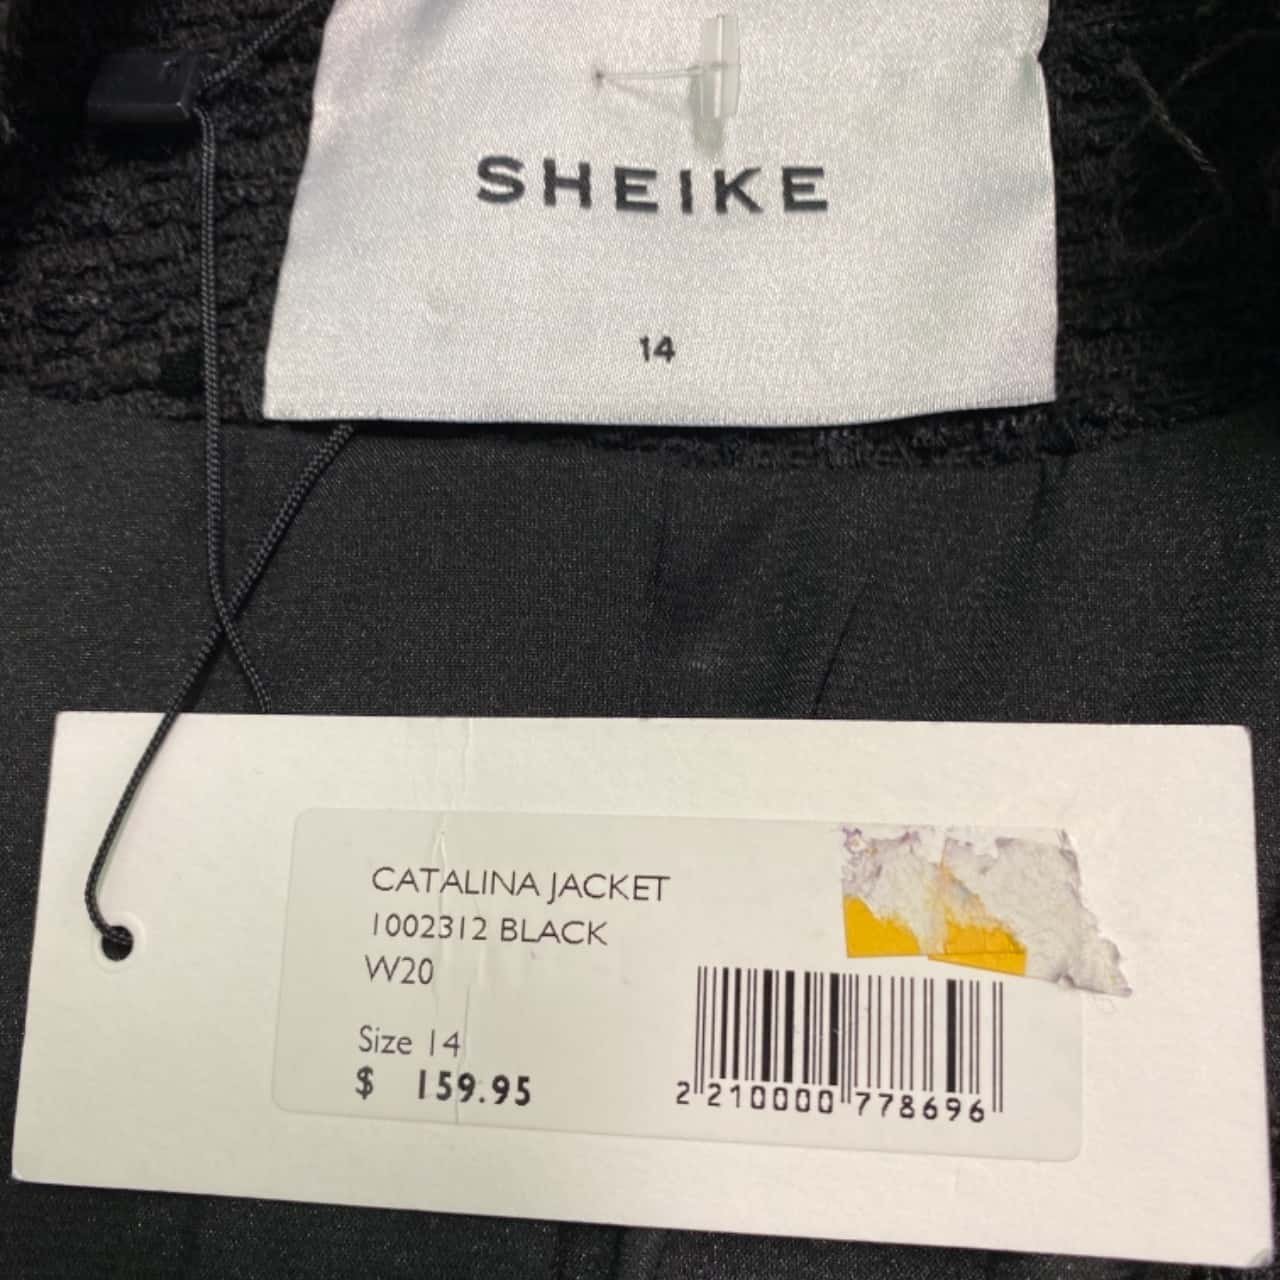 SHEIKE
14
CATALINA JACKET
1002312 BLACK
W20
Size 14
$ 159.95
2 210000 778696